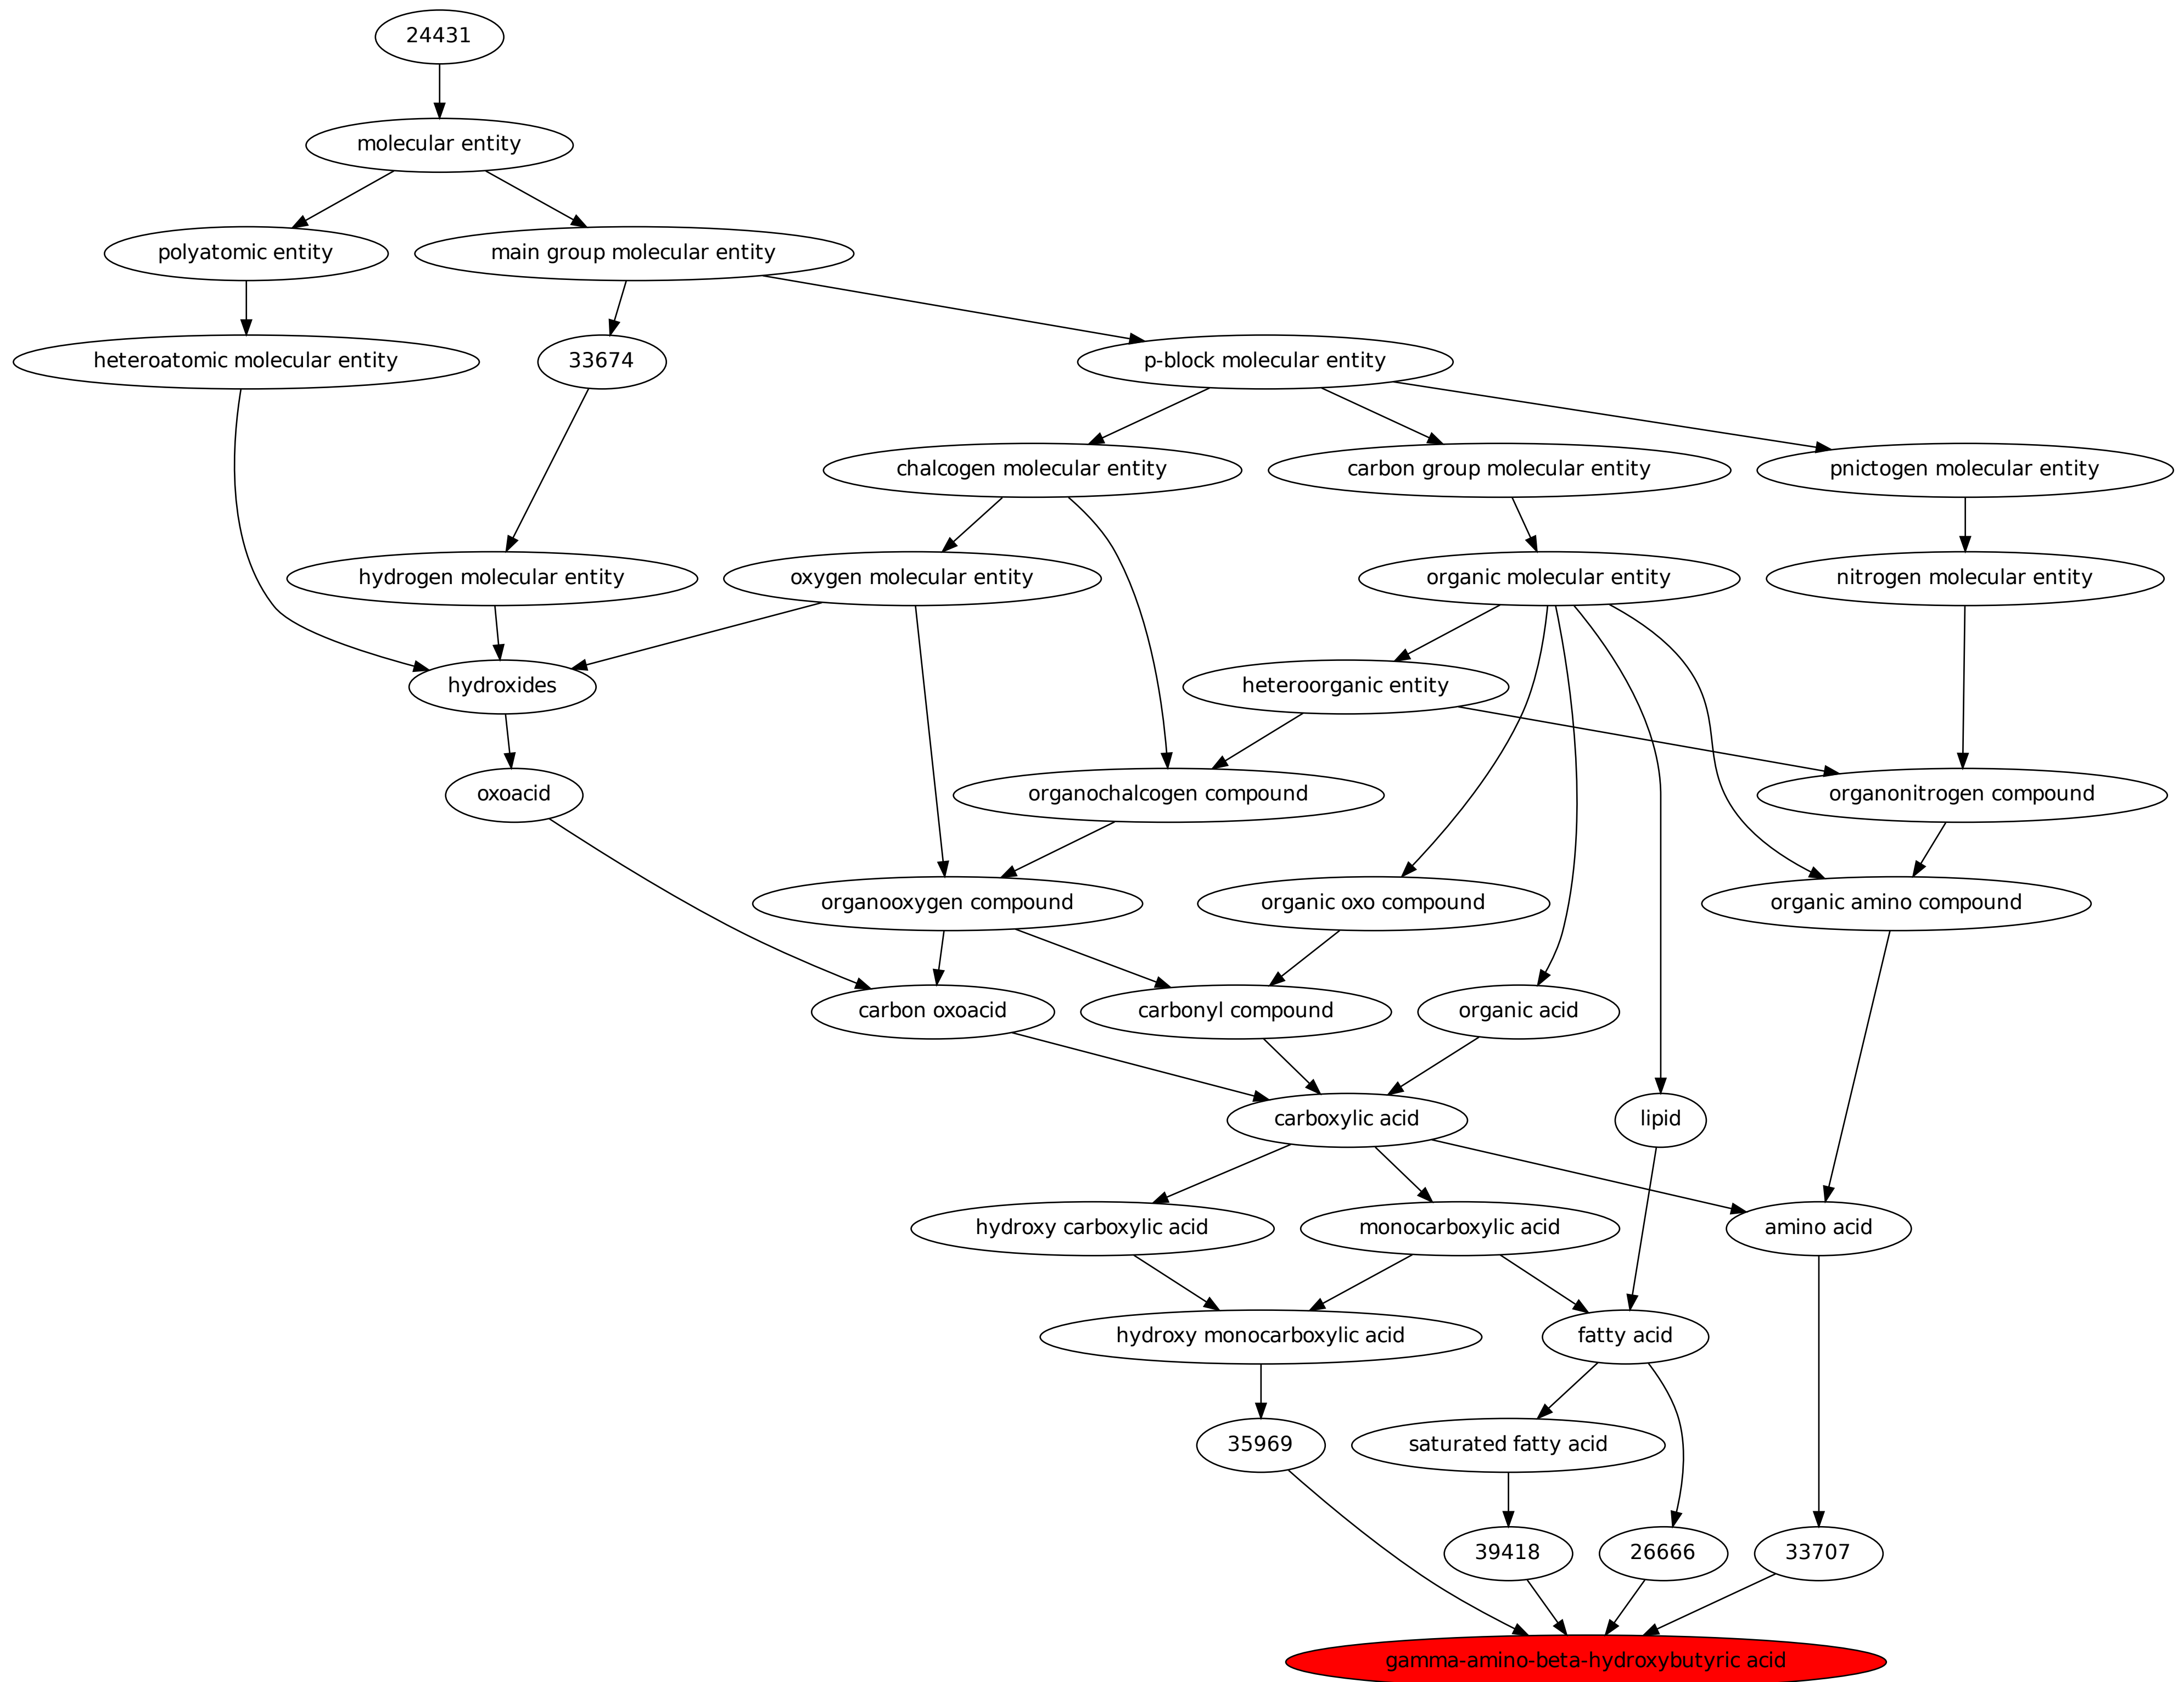 24431
molecular entity
polyatomic entity
main group molecular entity
heteroatomic molecular entity
33674
p-block molecular entity
chalcogen molecular entity
carbon group molecular entity
pnictogen molecular entity
hydrogen molecular entity
oxygen molecular entity
organic molecular entity
nitrogen molecular entity
hydroxides
heteroorganic entity
oxoacid
organochalcogen compound
organonitrogen compound
organooxygen compound
organic oxo compound
organic amino compound
carbon oxoacid
carbonyl compound
organic acid
carboxylic acid
lipid
hydroxy carboxylic acid
monocarboxylic acid
amino acid
hydroxy monocarboxylic acid
fatty acid
35969
saturated fatty acid
39418
26666
33707
gamma-amino-beta-hydroxybutyric acid